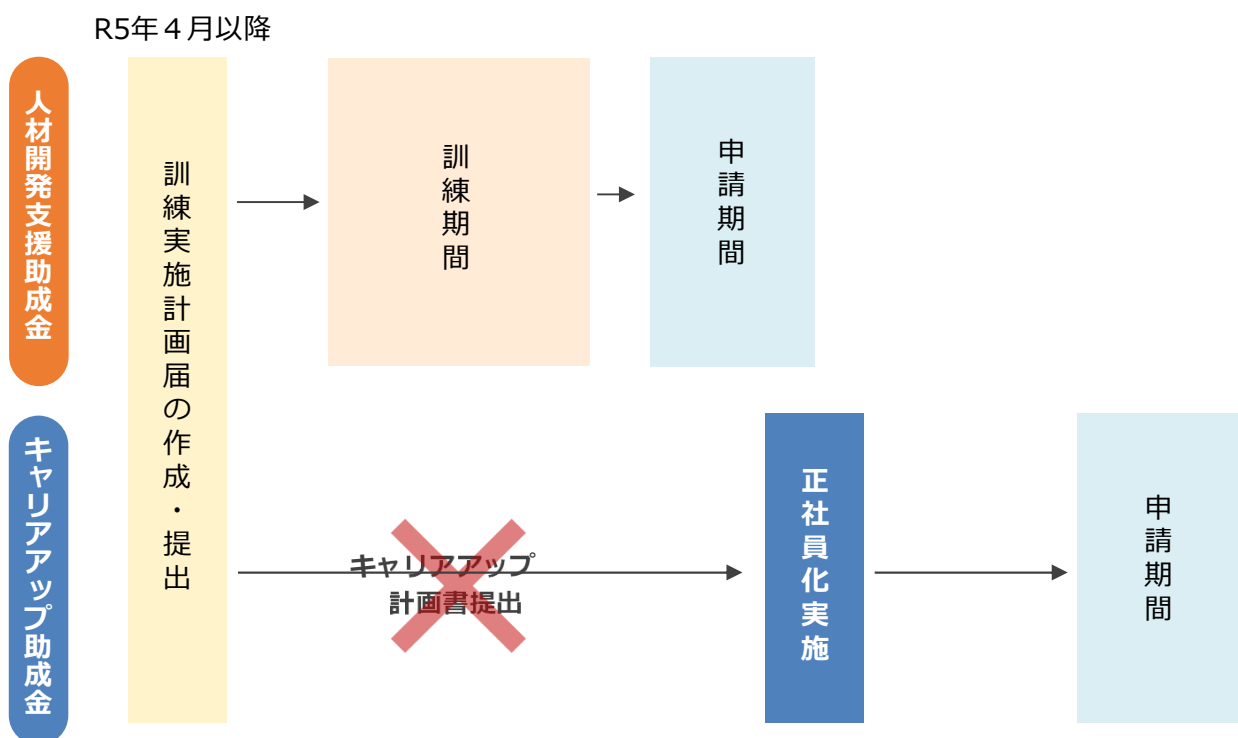 R5年４月以降
人材開発支援助成金
訓練実施計画届の作成・提出
訓練期間
申請期間
キャリアアップ助成金
キャリアアップ
計画書提出
正社員化実施
申請期間